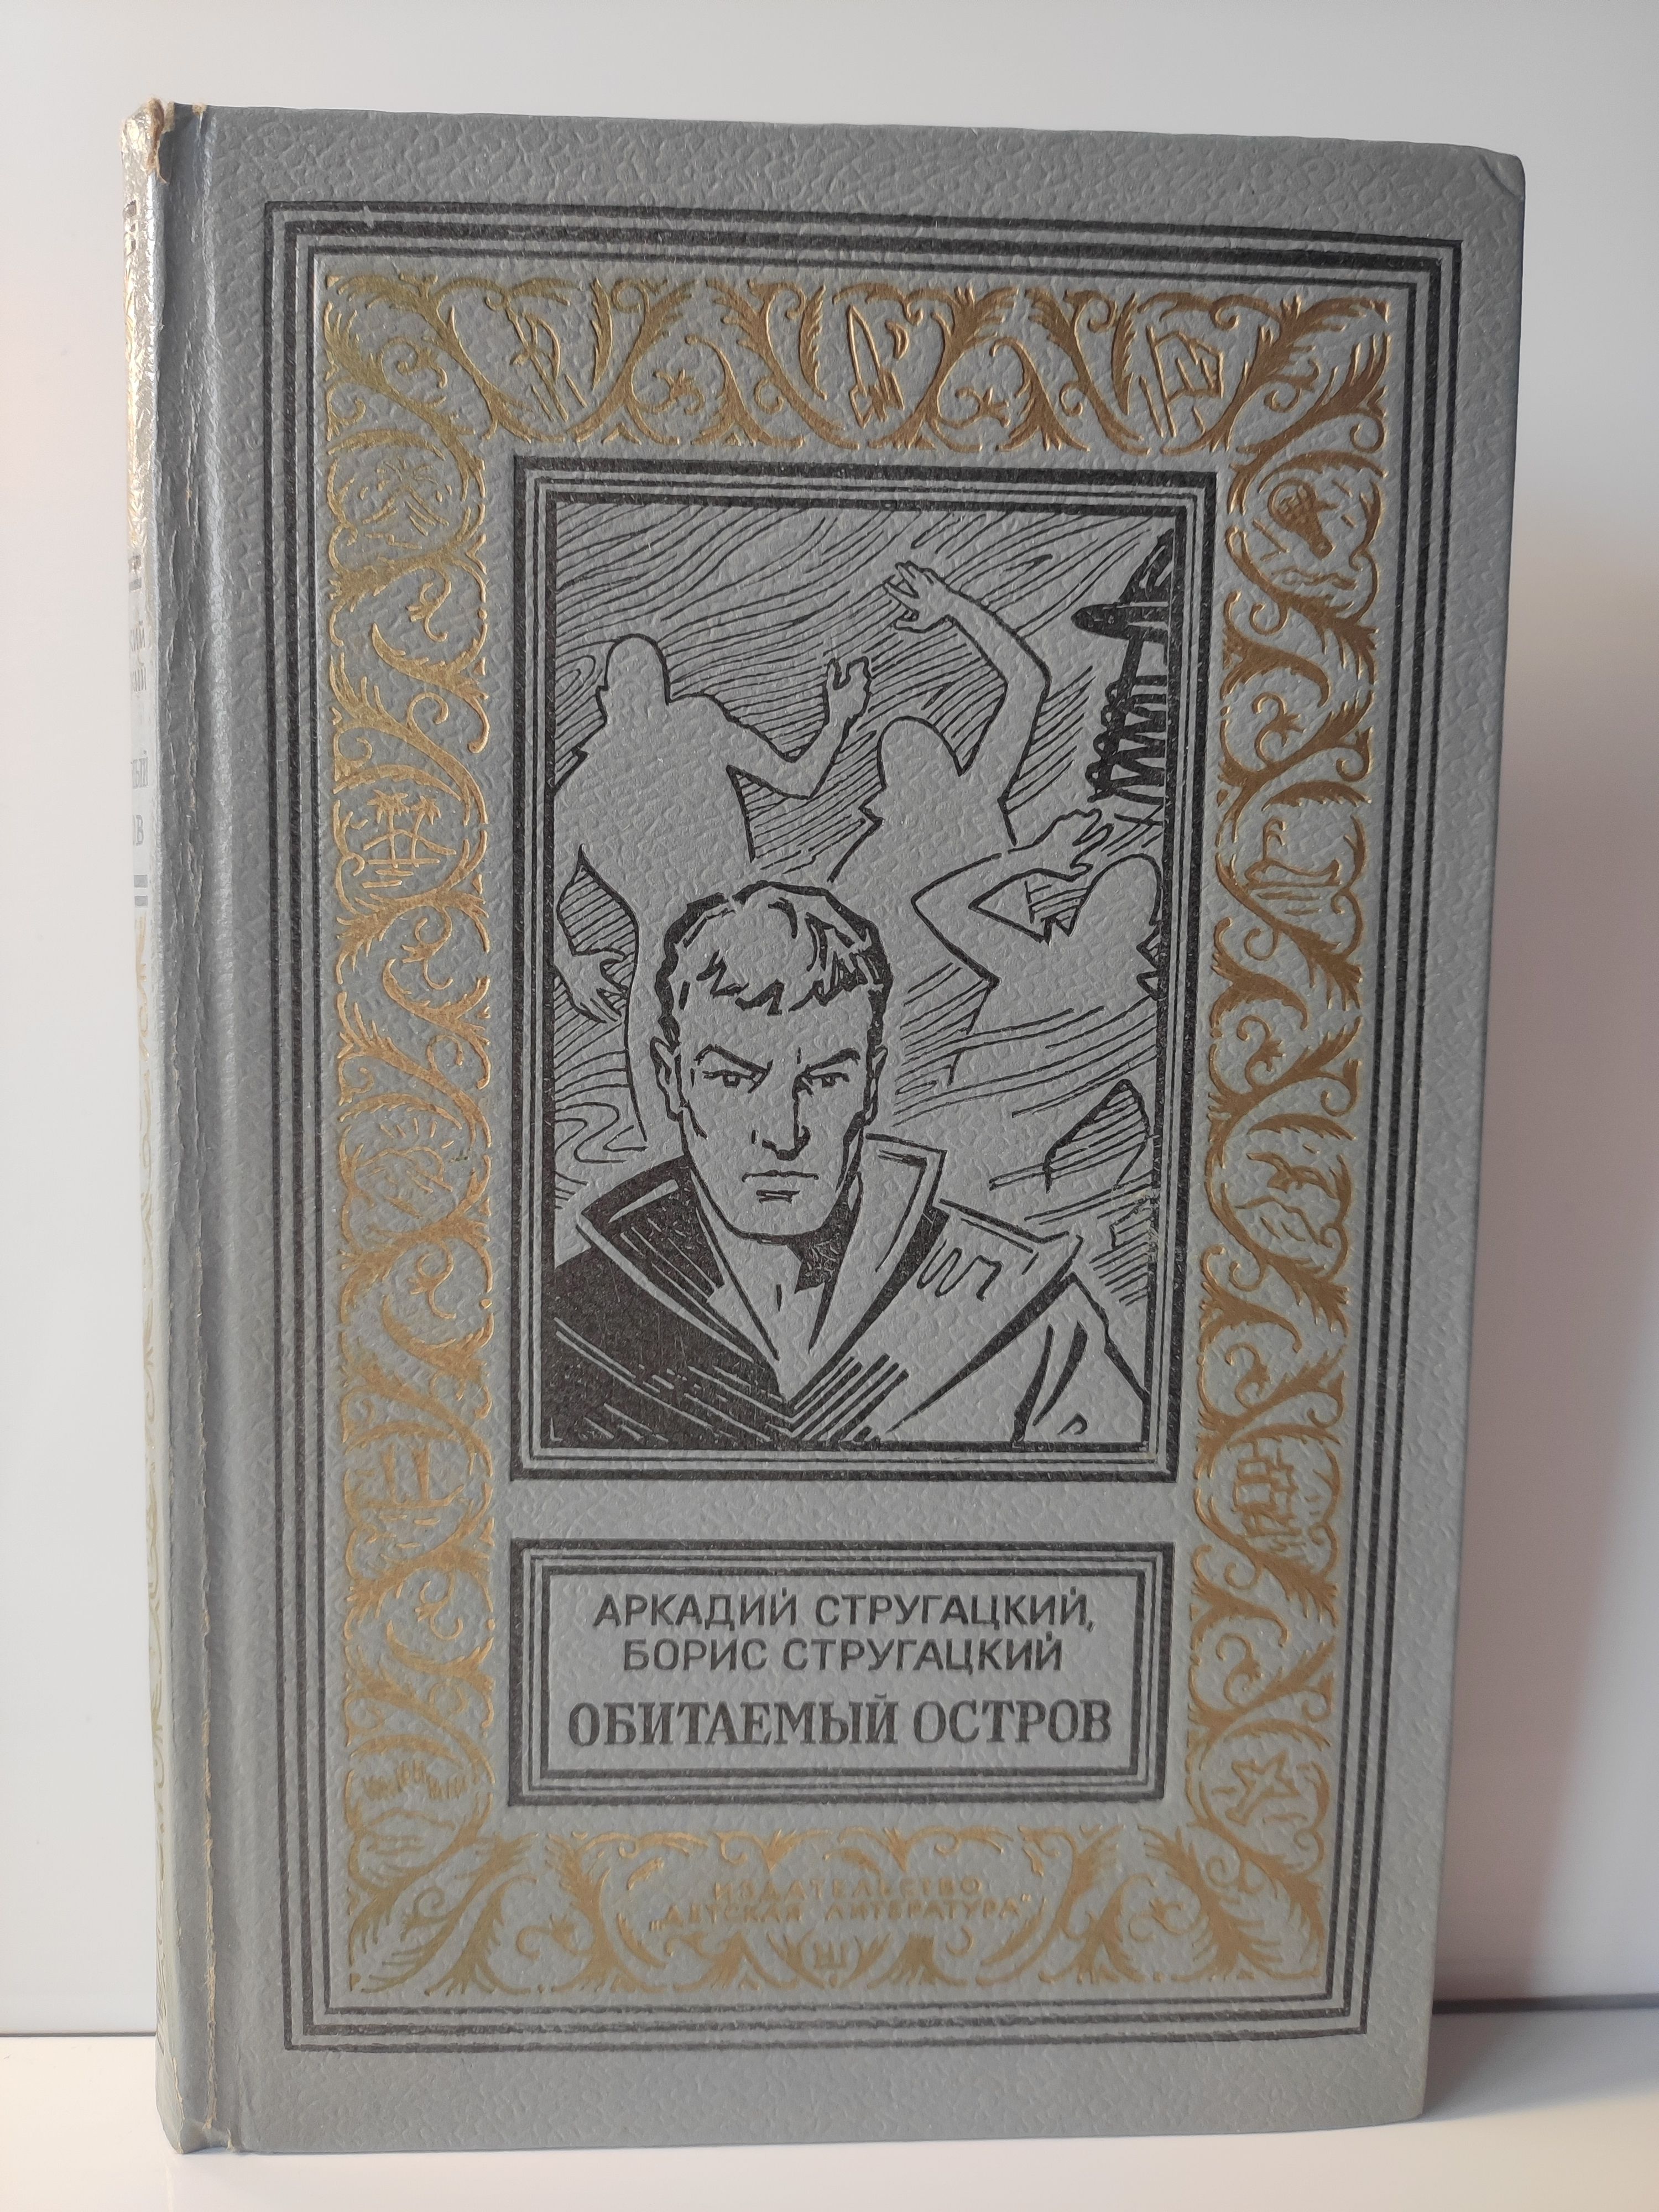 АРКАДИЙ СТРУГАЦКИЙ,
БОРИС СТРУГАЦКИЙ
ОБИТАЕМЫЙ ОСТРОВ
ИЗДАТЕЛЬСТВО
„ДЕТСКАЯ ЛИТЕРАТУРА"